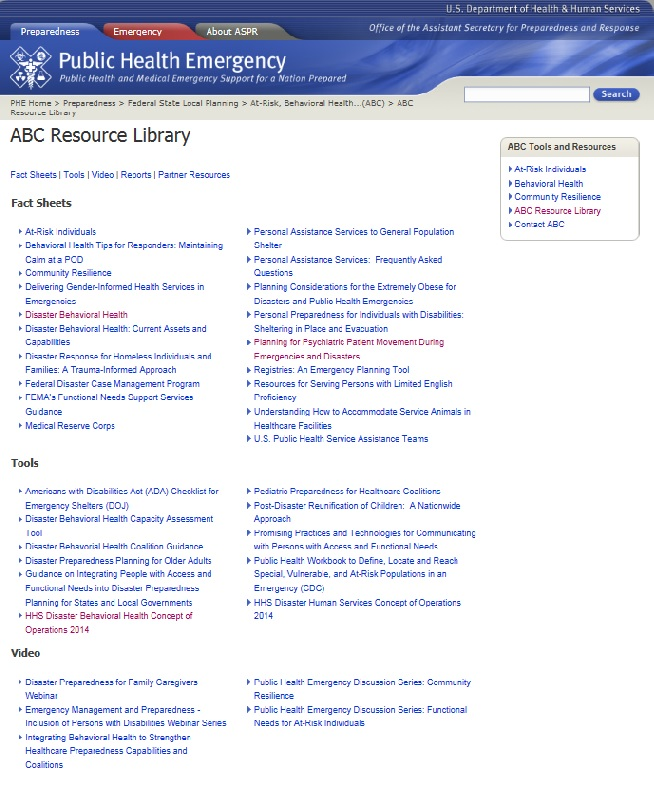 U.S. Department of Health & Human Services
Preparedness
Emergency
About ASPR
Office of the Assistant Secretary for Preparedness and Response
Public Health Emergency
Public Health and Medical Emergency Support for a Nation Prepared
Search
PHE Home > Preparedness > Federal State Local Planning > At-Risk, Behavioral Health...(ABC) > ABC
Resource Library
ABC Resource Library
Fact Sheets | Tools | Video | Reports | Partner Resources
Fact Sheets
At-Risk Individuals
Behavioral Health Tips for Responders: Maintaining
Calm at a POD
Community Resilience
Delivering Gender-Informed Health Services in
Emergencies
Disaster Behavioral Health
Disaster Behavioral Health: Current Assets and
Capabilities
Disaster Response for Homeless Individuals and
Families: A Trauma-Informed Approach
Federal Disaster Case Management Program
FEMA's Functional Needs Support Services
Guidance
Medical Reserve Corps
Personal Assistance Services to General Population
Shelter
Personal Assistance Services: Frequently Asked
Questions
Planning Considerations for the Extremely Obese for
Disasters and Public Health Emergencies
Personal Preparedness for Individuals with Disabilities:
Sheltering in Place and Evacuation
Planning for Psychiatric Patient Movement During
Emergencies and Disasters
Registries: An Emergency Planning Tool
Resources for Serving Persons with Limited English
Proficiency
Understanding How to Accommodate Service Animals in
Healthcare Facilities
U.S. Public Health Service Assistance Teams
Tools
Americans with Disabilities Act (ADA) Checklist for
Emergency Shelters (DOJ)
Disaster Behavioral Health Capacity Assessment
Tool
Disaster Behavioral Health Coalition Guidance
Disaster Preparedness Planning for Older Adults
Guidance on Integrating People with Access and
Functional Needs into Disaster Preparedness
Planning for States and Local Governments
HHS Disaster Behavioral Health Concept of
Operations 2014
Pediatric Preparedness for Healthcare Coalitions
Post-Disaster Reunification of Children: A Nationwide
Approach
Promising Practices and Technologies for Communicating
with Persons with Access and Functional Needs
Public Health Workbook to Define, Locate and Reach
Special, Vulnerable, and At-Risk Populations in an
Emergency (CDC)
HHS Disaster Human Services Concept of Operations
2014
Video
Disaster Preparedness for Family Caregivers
Webinar
Emergency Management and Preparedness -
Inclusion of Persons with Disabilities Webinar Series
Integrating Behavioral Health to Strengthen
Healthcare Preparedness Capabilities and
Coalitions
Public Health Emergency Discussion Series: Community
Resilience
Public Health Emergency Discussion Series: Functional
Needs for At-Risk Individuals
ABC Tools and Resources
At-Risk Individuals
Behavioral Health
Community Resilience
ABC Resource Library
Contact ABC